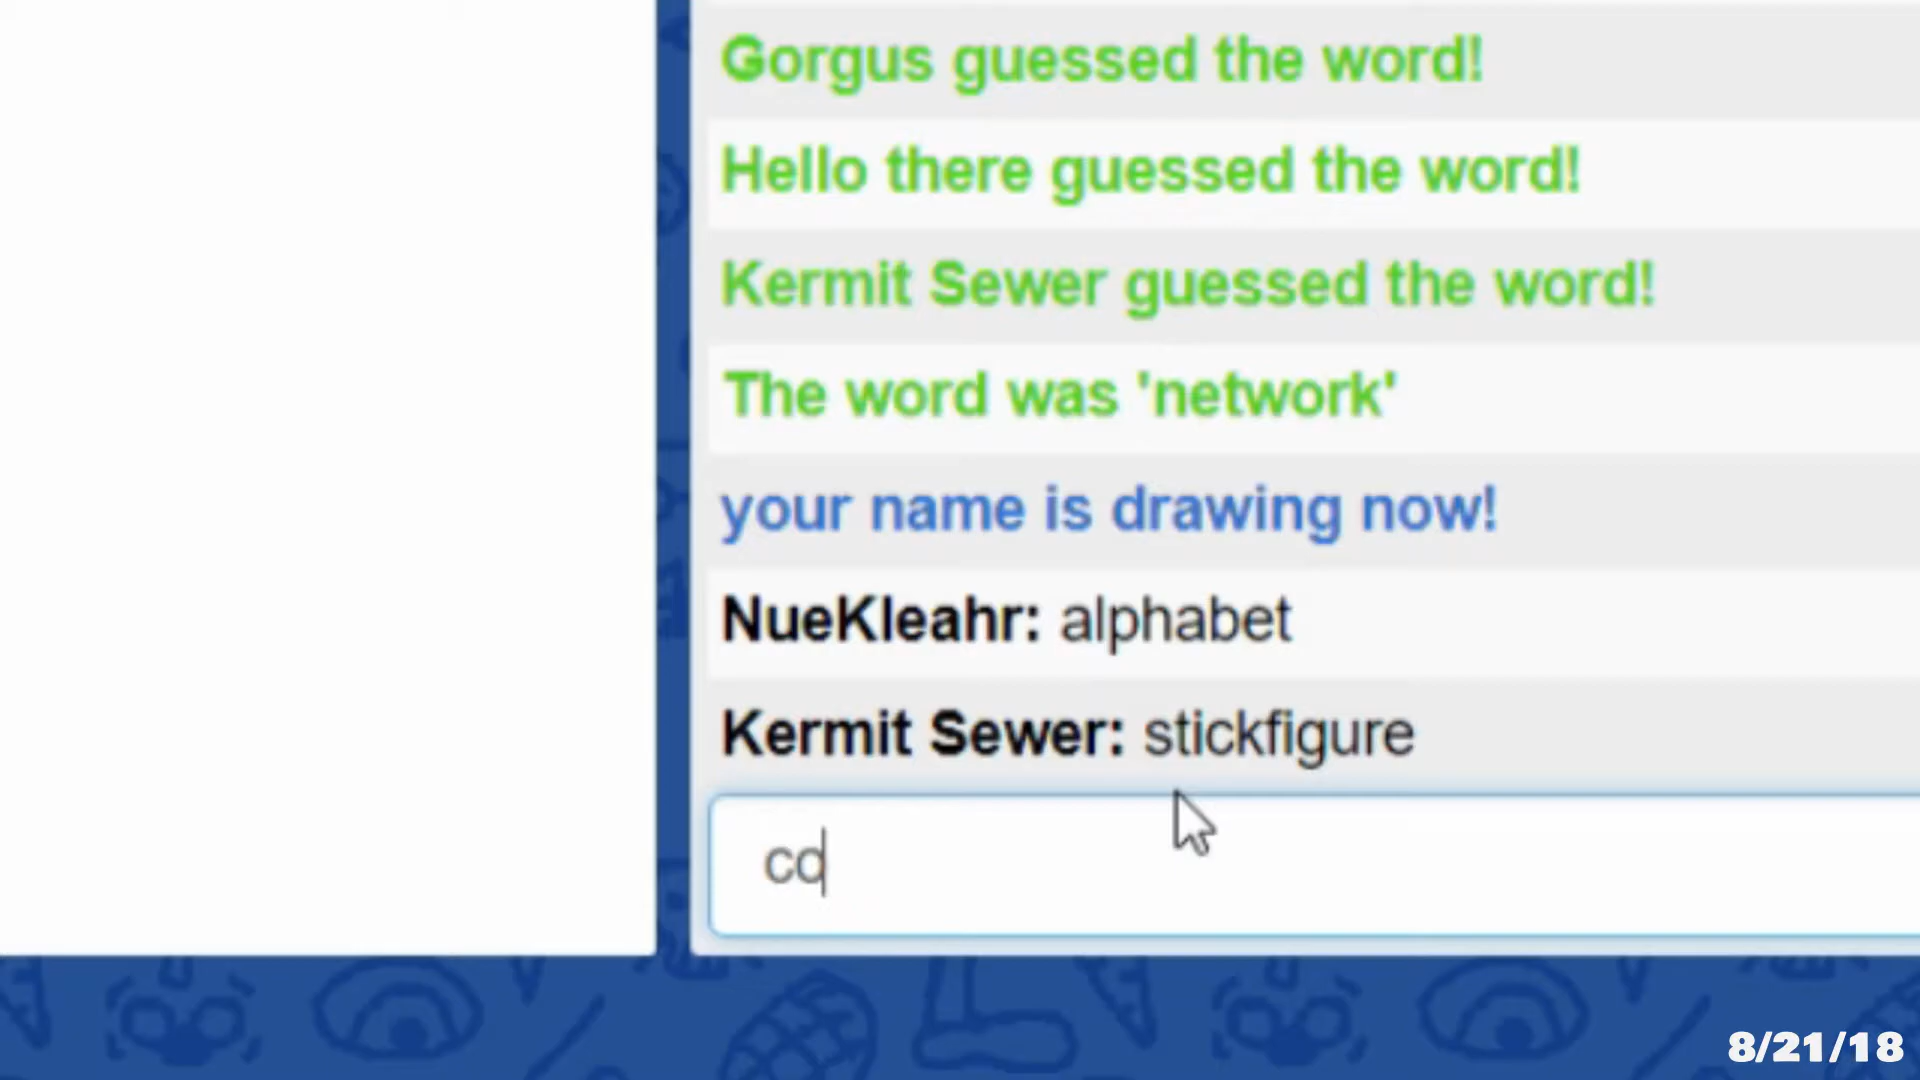 Gorgus guessed the word!
Hello there guessed the word!
Kermit Sewer guessed the word!
The word was 'network'
your name is drawing now!
NueKleahr: alphabet
Kermit Sewer: stickfigure
co
8/21/18